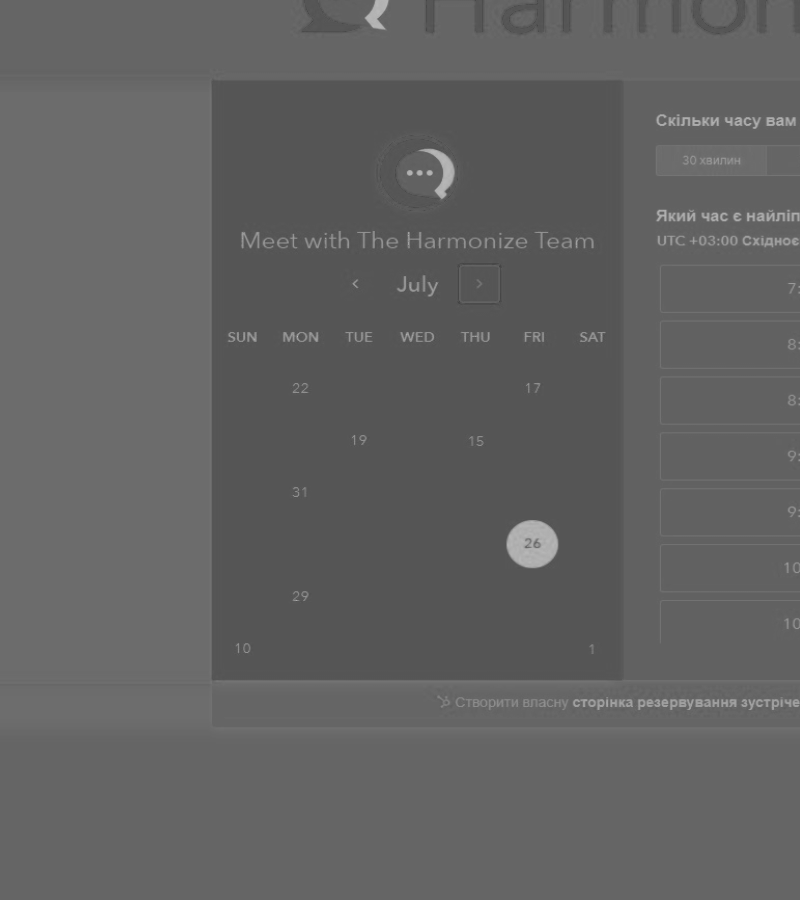 Harmon
Скільки часу вам
30 хвилин
Meet with The Harmonize Team
July
Який час є найліп
UTC +03:00 Східноє
SUN MON TUE WED THU FRI SAT
22 17
19 15
31
26
29
10 1
7:
8:
8:
9:
9:
10
10
Створити власну сторінка резервування зустріче